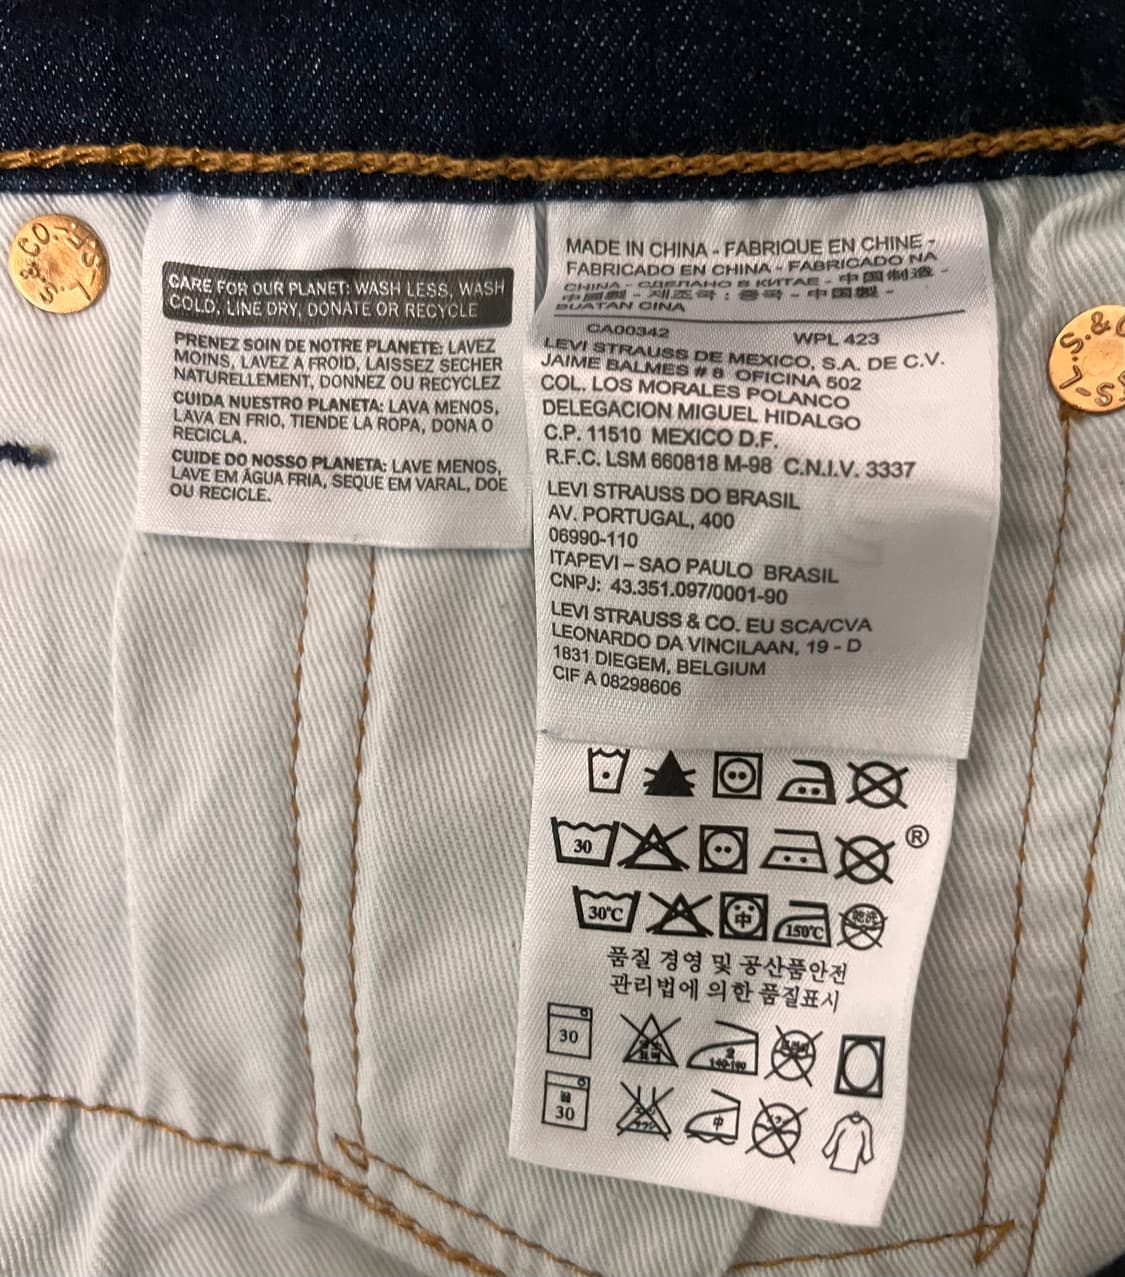 S. & CO.
L
S.
CARE FOR OUR PLANET: WASH LESS, WASH
COLD, LINE DRY, DONATE OR RECYCLE
PRENEZ SOIN DE NOTRE PLANETE: LAVEZ
MOINS, LAVEZ A FROID, LAISSEZ SECHER
NATURELLEMENT, DONNEZ OU RECYCLEZ
CUIDA NUESTRO PLANETA: LAVA MENOS,
LAVA EN FRIO, TIENDE LA ROPA, DONA O
RECICLA.
CUIDE DO NOSSO PLANETA: LAVE MENOS,
LAVE EM ÃGUA FRIA, SEQUE EM VARAL, DOE
OU RECICLE.
MADE IN CHINA - FABRIQUE EN CHINE -
FABRICADO EN CHINA - FABRICADO NA
CHINA - СДЕЛАНО В КИТАЕ - 中国制造 -
中國製 - 제조국 : 중국 - 中国製 -
BUATAN CINA
CA00342 WPL 423
LEVI STRAUSS DE MEXICO, S.A. DE C.V.
JAIME BALMES # 8 OFICINA 502
COL. LOS MORALES POLANCO
DELEGACION MIGUEL HIDALGO
C.P. 11510 MEXICO D.F.
R.F.C. LSM 660818 M-98 C.N.I.V. 3337
LEVI STRAUSS DO BRASIL
AV. PORTUGAL, 400
06990-110
ITAPEVI – SAO PAULO BRASIL
CNPJ: 43.351.097/0001-90
LEVI STRAUSS & CO. EU SCA/CVA
LEONARDO DA VINCILAAN, 19 - D
1831 DIEGEM, BELGIUM
CIF A 08298606
S. & C
SS-L
30 ®
30°C 中 150°C 乾洗
품질 경영 및 공산품안전
관리법에 의한 품질표시
30
30 中